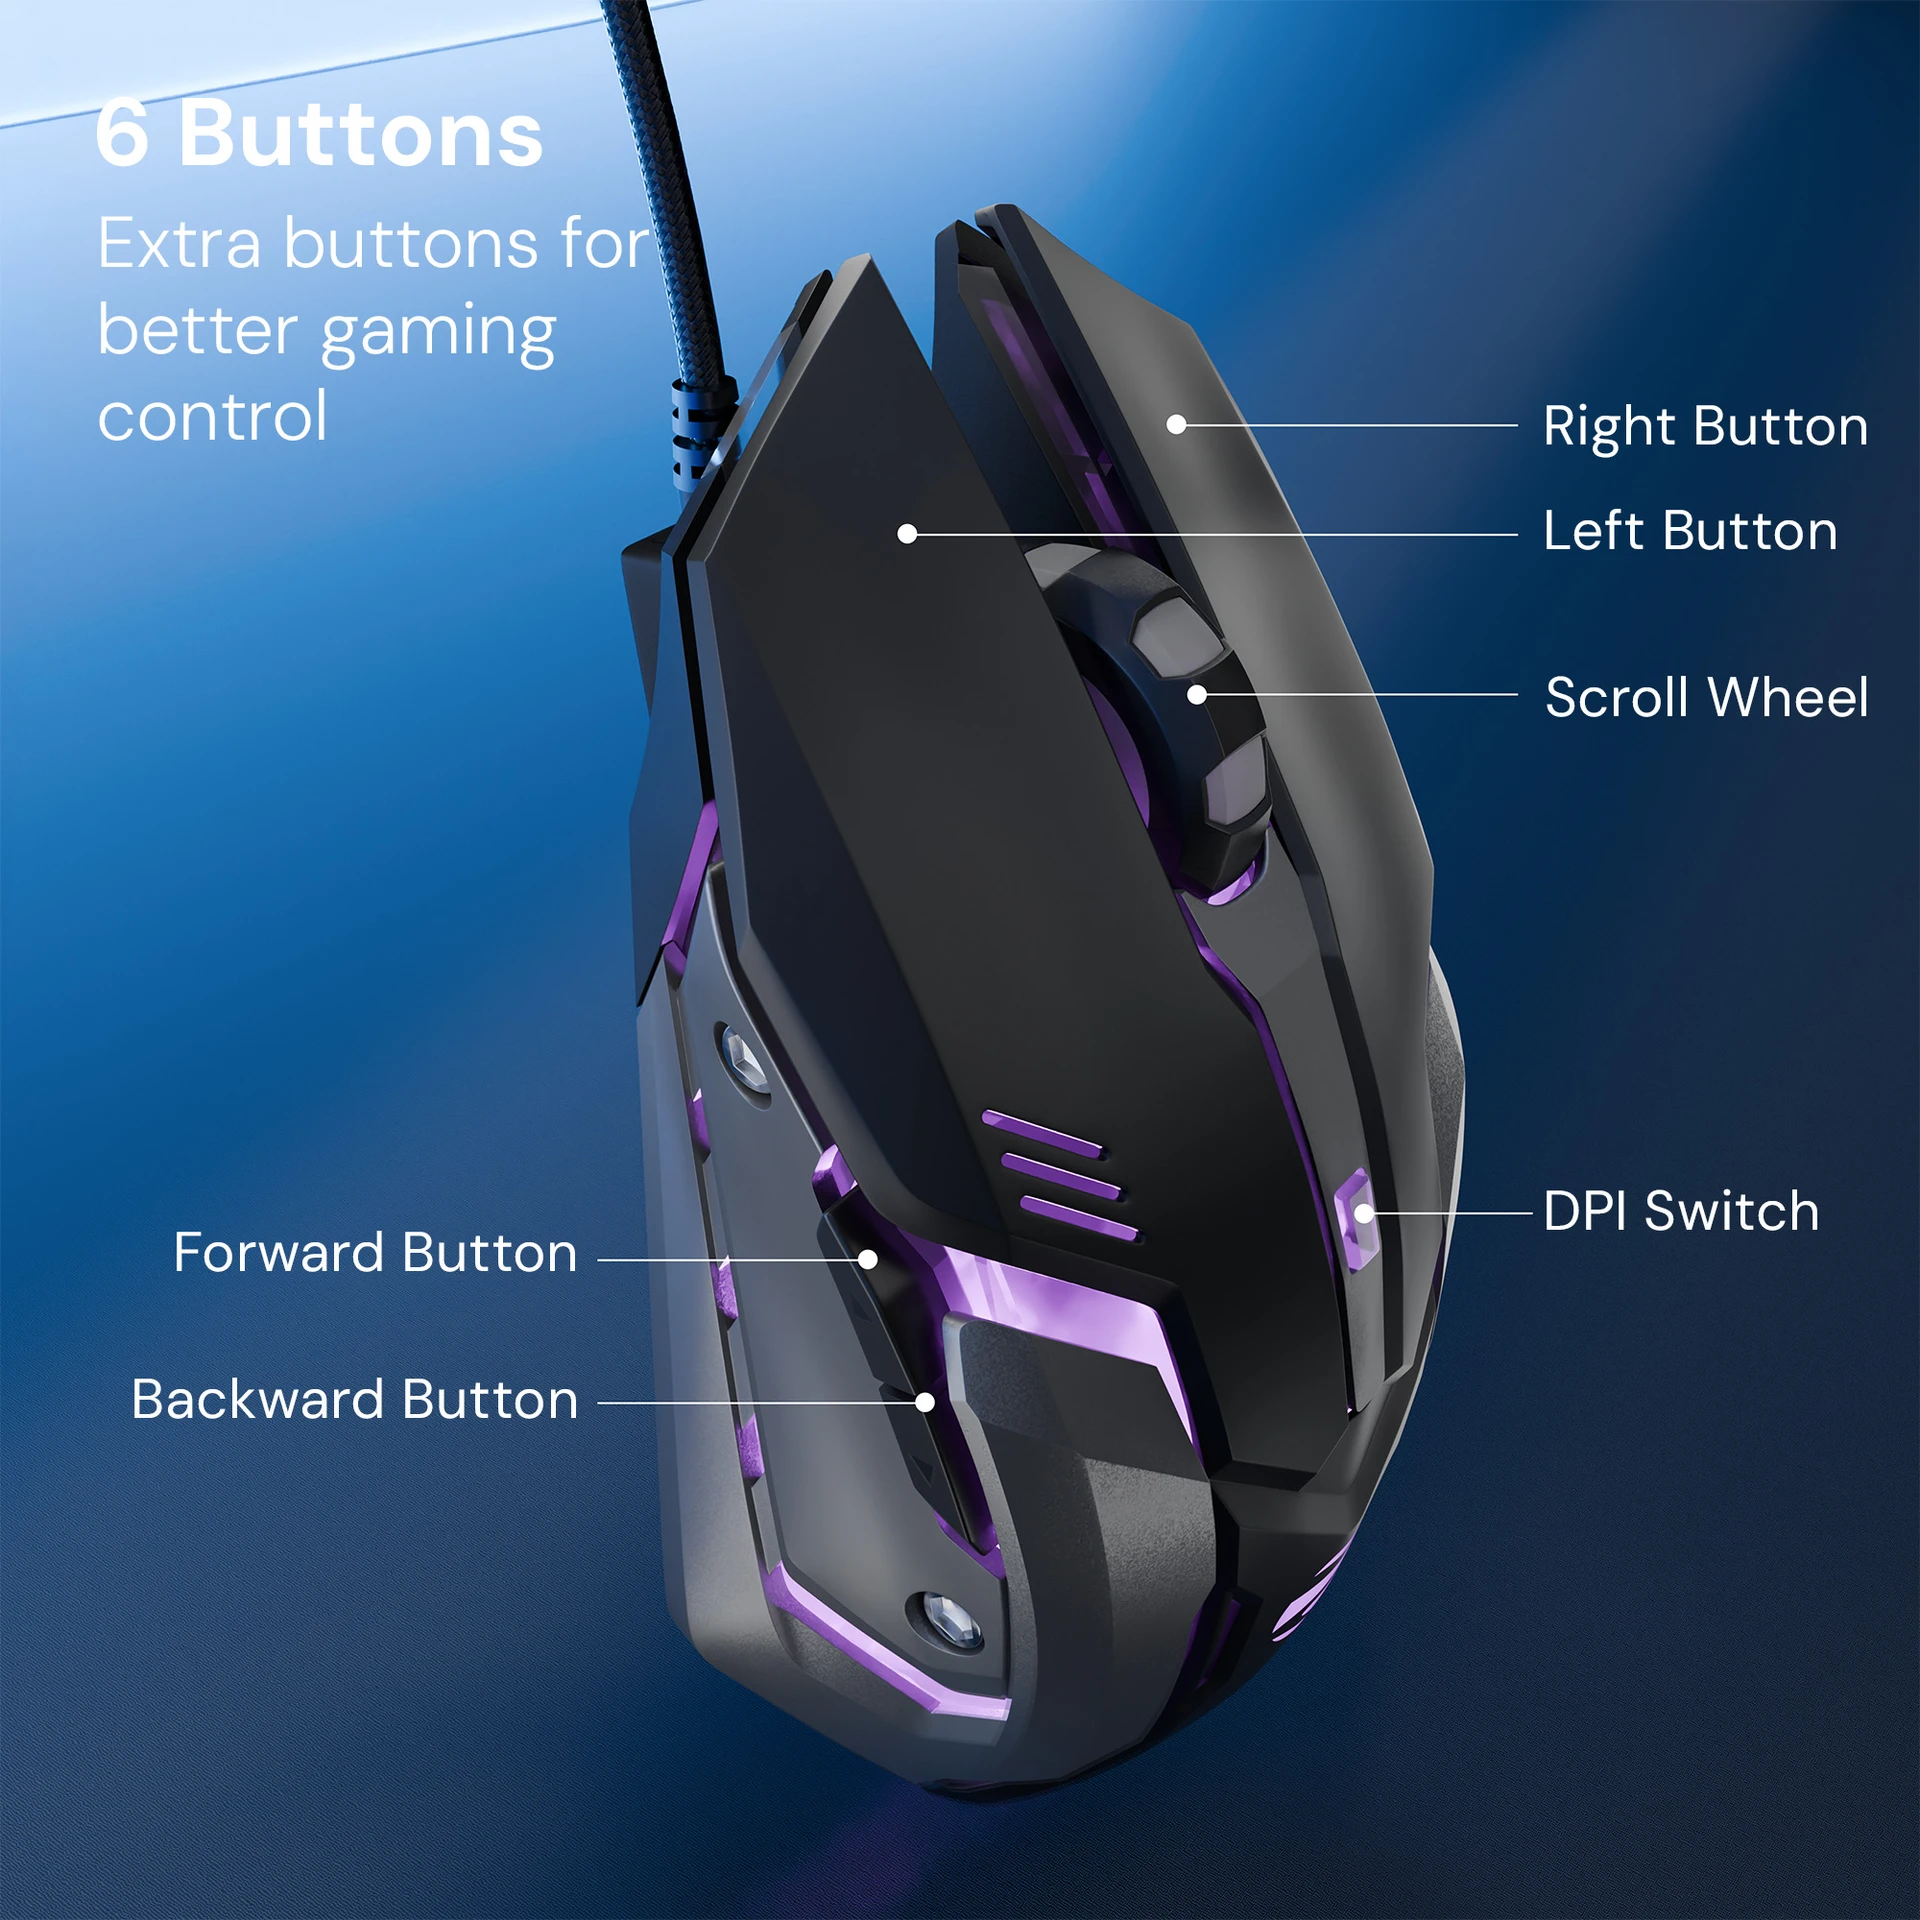 6 Buttons
Extra buttons for
better gaming
control
Right Button
Left Button
Scroll Wheel
DPI Switch
Forward Button
Backward Button